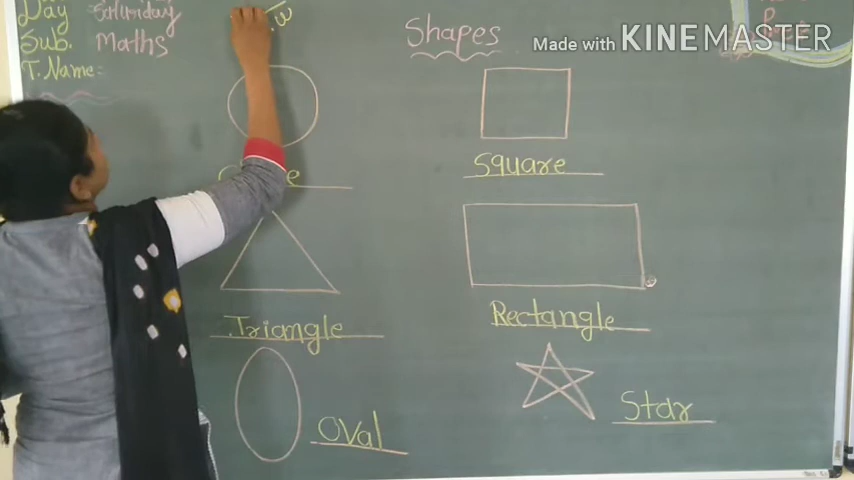 Day Saturday
Sub. Maths
T. Name:
Shapes
Made with KINEMASTER
Square
Triangle
Rectangle
Oval
Star